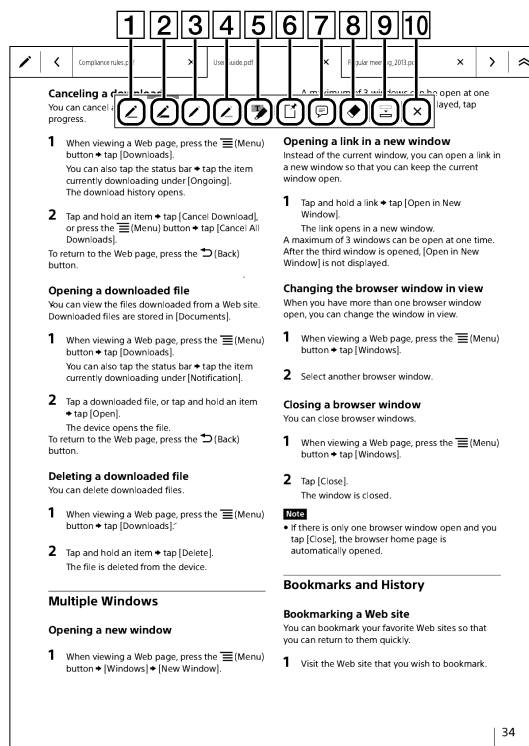 1 2 3 4 5 6 7 8 9 10
Compliance rules.pdf × User Guide.pdf × Regular meeting_2013.pdf ×
Canceling a download
You can cancel a
progress.
1 When viewing a Web page, press the (Menu)
button ➜ tap [Downloads].
You can also tap the status bar ➜ tap the item
currently downloading under [Ongoing].
The download history opens.
2 Tap and hold an item ➜ tap [Cancel Download],
or press the (Menu) button ➜ tap [Cancel All
Downloads].
To return to the Web page, press the (Back)
button.
Opening a downloaded file
You can view the files downloaded from a Web site.
Downloaded files are stored in [Documents].
1 When viewing a Web page, press the (Menu)
button ➜ tap [Downloads].
You can also tap the status bar ➜ tap the item
currently downloading under [Notification].
2 Tap a downloaded file, or tap and hold an item
➜ tap [Open].
The device opens the file.
To return to the Web page, press the (Back)
button.
Deleting a downloaded file
You can delete downloaded files.
1 When viewing a Web page, press the (Menu)
button ➜ tap [Downloads].
2 Tap and hold an item ➜ tap [Delete].
The file is deleted from the device.
Multiple Windows
Opening a new window
1 When viewing a Web page, press the (Menu)
button ➜ [Windows] ➜ [New Window].
A maximum of 3 windows can be open at one
layed, tap
Opening a link in a new window
Instead of the current window, you can open a link in
a new window so that you can keep the current
window open.
1 Tap and hold a link ➜ tap [Open in New
Window].
The link opens in a new window.
A maximum of 3 windows can be open at one time.
After the third window is opened, [Open in New
Window] is not displayed.
Changing the browser window in view
When you have more than one browser window
open, you can change the window in view.
1 When viewing a Web page, press the (Menu)
button ➜ tap [Windows].
2 Select another browser window.
Closing a browser window
You can close browser windows.
1 When viewing a Web page, press the (Menu)
button ➜ tap [Windows].
2 Tap [Close].
The window is closed.
Note
• If there is only one browser window open and you
tap [Close], the browser home page is
automatically opened.
Bookmarks and History
Bookmarking a Web site
You can bookmark your favorite Web sites so that
you can return to them quickly.
1 Visit the Web site that you wish to bookmark.
34